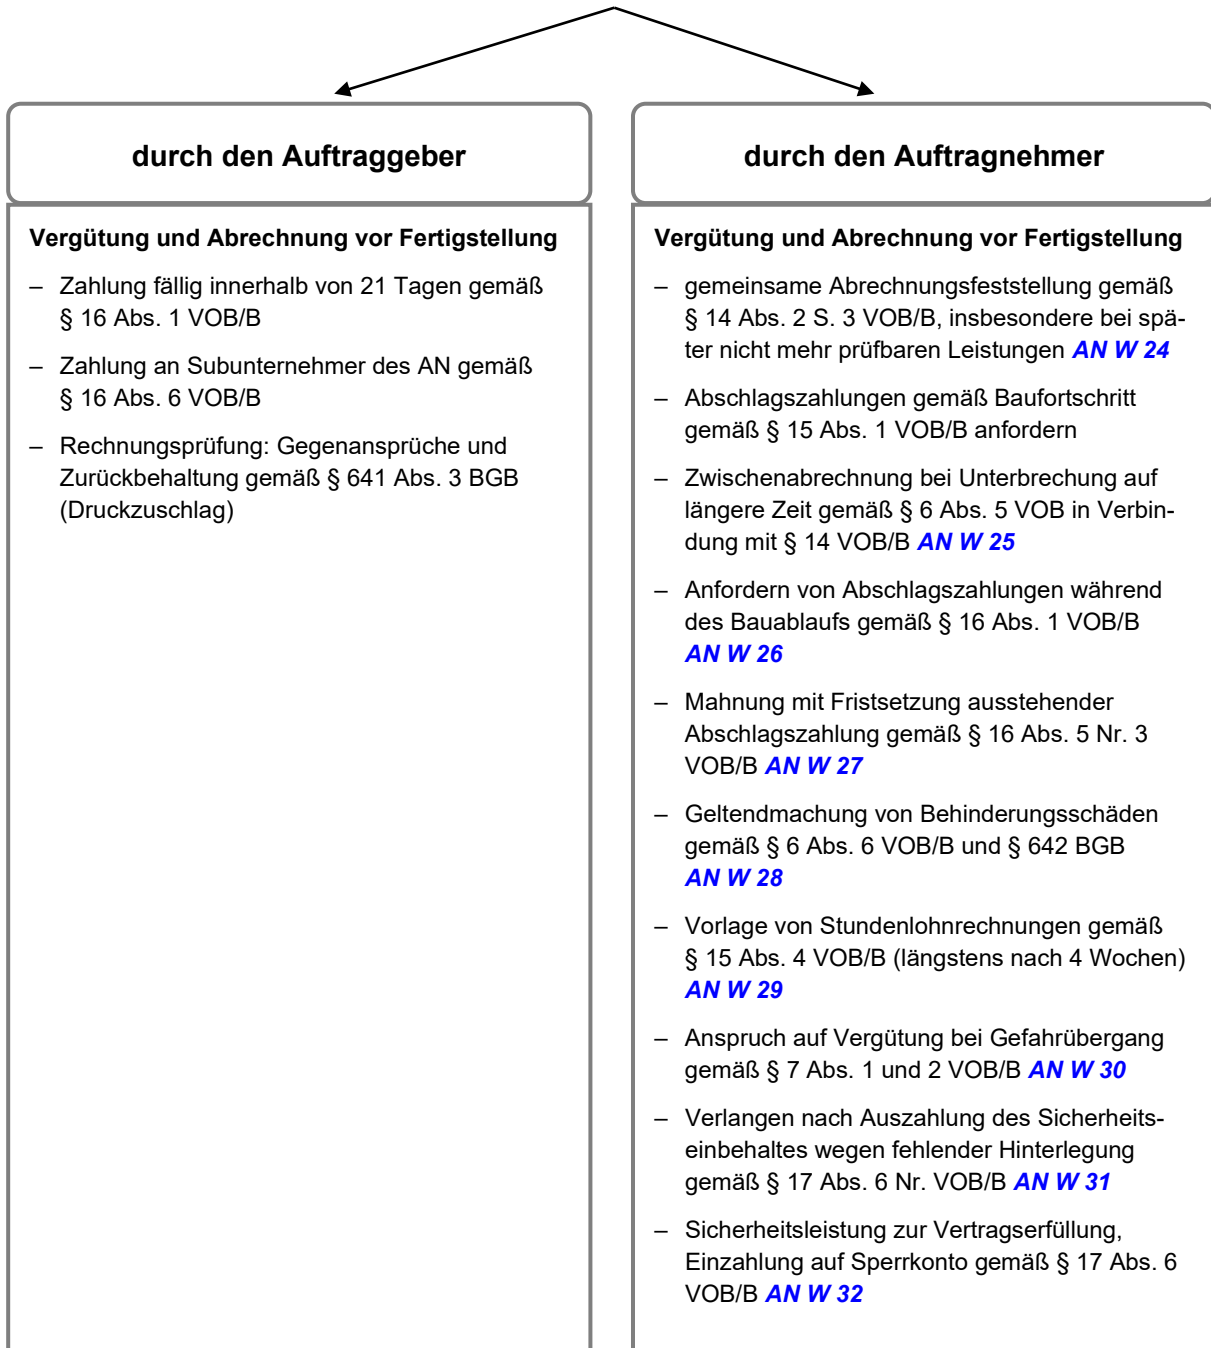 durch den Auftraggeber
Vergütung und Abrechnung vor Fertigstellung
– Zahlung fällig innerhalb von 21 Tagen gemäß
§ 16 Abs. 1 VOB/B
– Zahlung an Subunternehmer des AN gemäß
§ 16 Abs. 6 VOB/B
– Rechnungsprüfung: Gegenansprüche und
Zurückbehaltung gemäß § 641 Abs. 3 BGB
(Druckzuschlag)
durch den Auftragnehmer
Vergütung und Abrechnung vor Fertigstellung
– gemeinsame Abrechnungsfeststellung gemäß
§ 14 Abs. 2 S. 3 VOB/B, insbesondere bei spä-
ter nicht mehr prüfbaren Leistungen AN W 24
– Abschlagszahlungen gemäß Baufortschritt
gemäß § 15 Abs. 1 VOB/B anfordern
– Zwischenabrechnung bei Unterbrechung auf
längere Zeit gemäß § 6 Abs. 5 VOB in Verbin-
dung mit § 14 VOB/B AN W 25
– Anfordern von Abschlagszahlungen während
des Bauablaufs gemäß § 16 Abs. 1 VOB/B
AN W 26
– Mahnung mit Fristsetzung ausstehender
Abschlagszahlung gemäß § 16 Abs. 5 Nr. 3
VOB/B AN W 27
– Geltendmachung von Behinderungsschäden
gemäß § 6 Abs. 6 VOB/B und § 642 BGB
AN W 28
– Vorlage von Stundenlohnrechnungen gemäß
§ 15 Abs. 4 VOB/B (längstens nach 4 Wochen)
AN W 29
– Anspruch auf Vergütung bei Gefahrübergang
gemäß § 7 Abs. 1 und 2 VOB/B AN W 30
– Verlangen nach Auszahlung des Sicherheits-
einbehaltes wegen fehlender Hinterlegung
gemäß § 17 Abs. 6 Nr. VOB/B AN W 31
– Sicherheitsleistung zur Vertragserfüllung,
Einzahlung auf Sperrkonto gemäß § 17 Abs. 6
VOB/B AN W 32